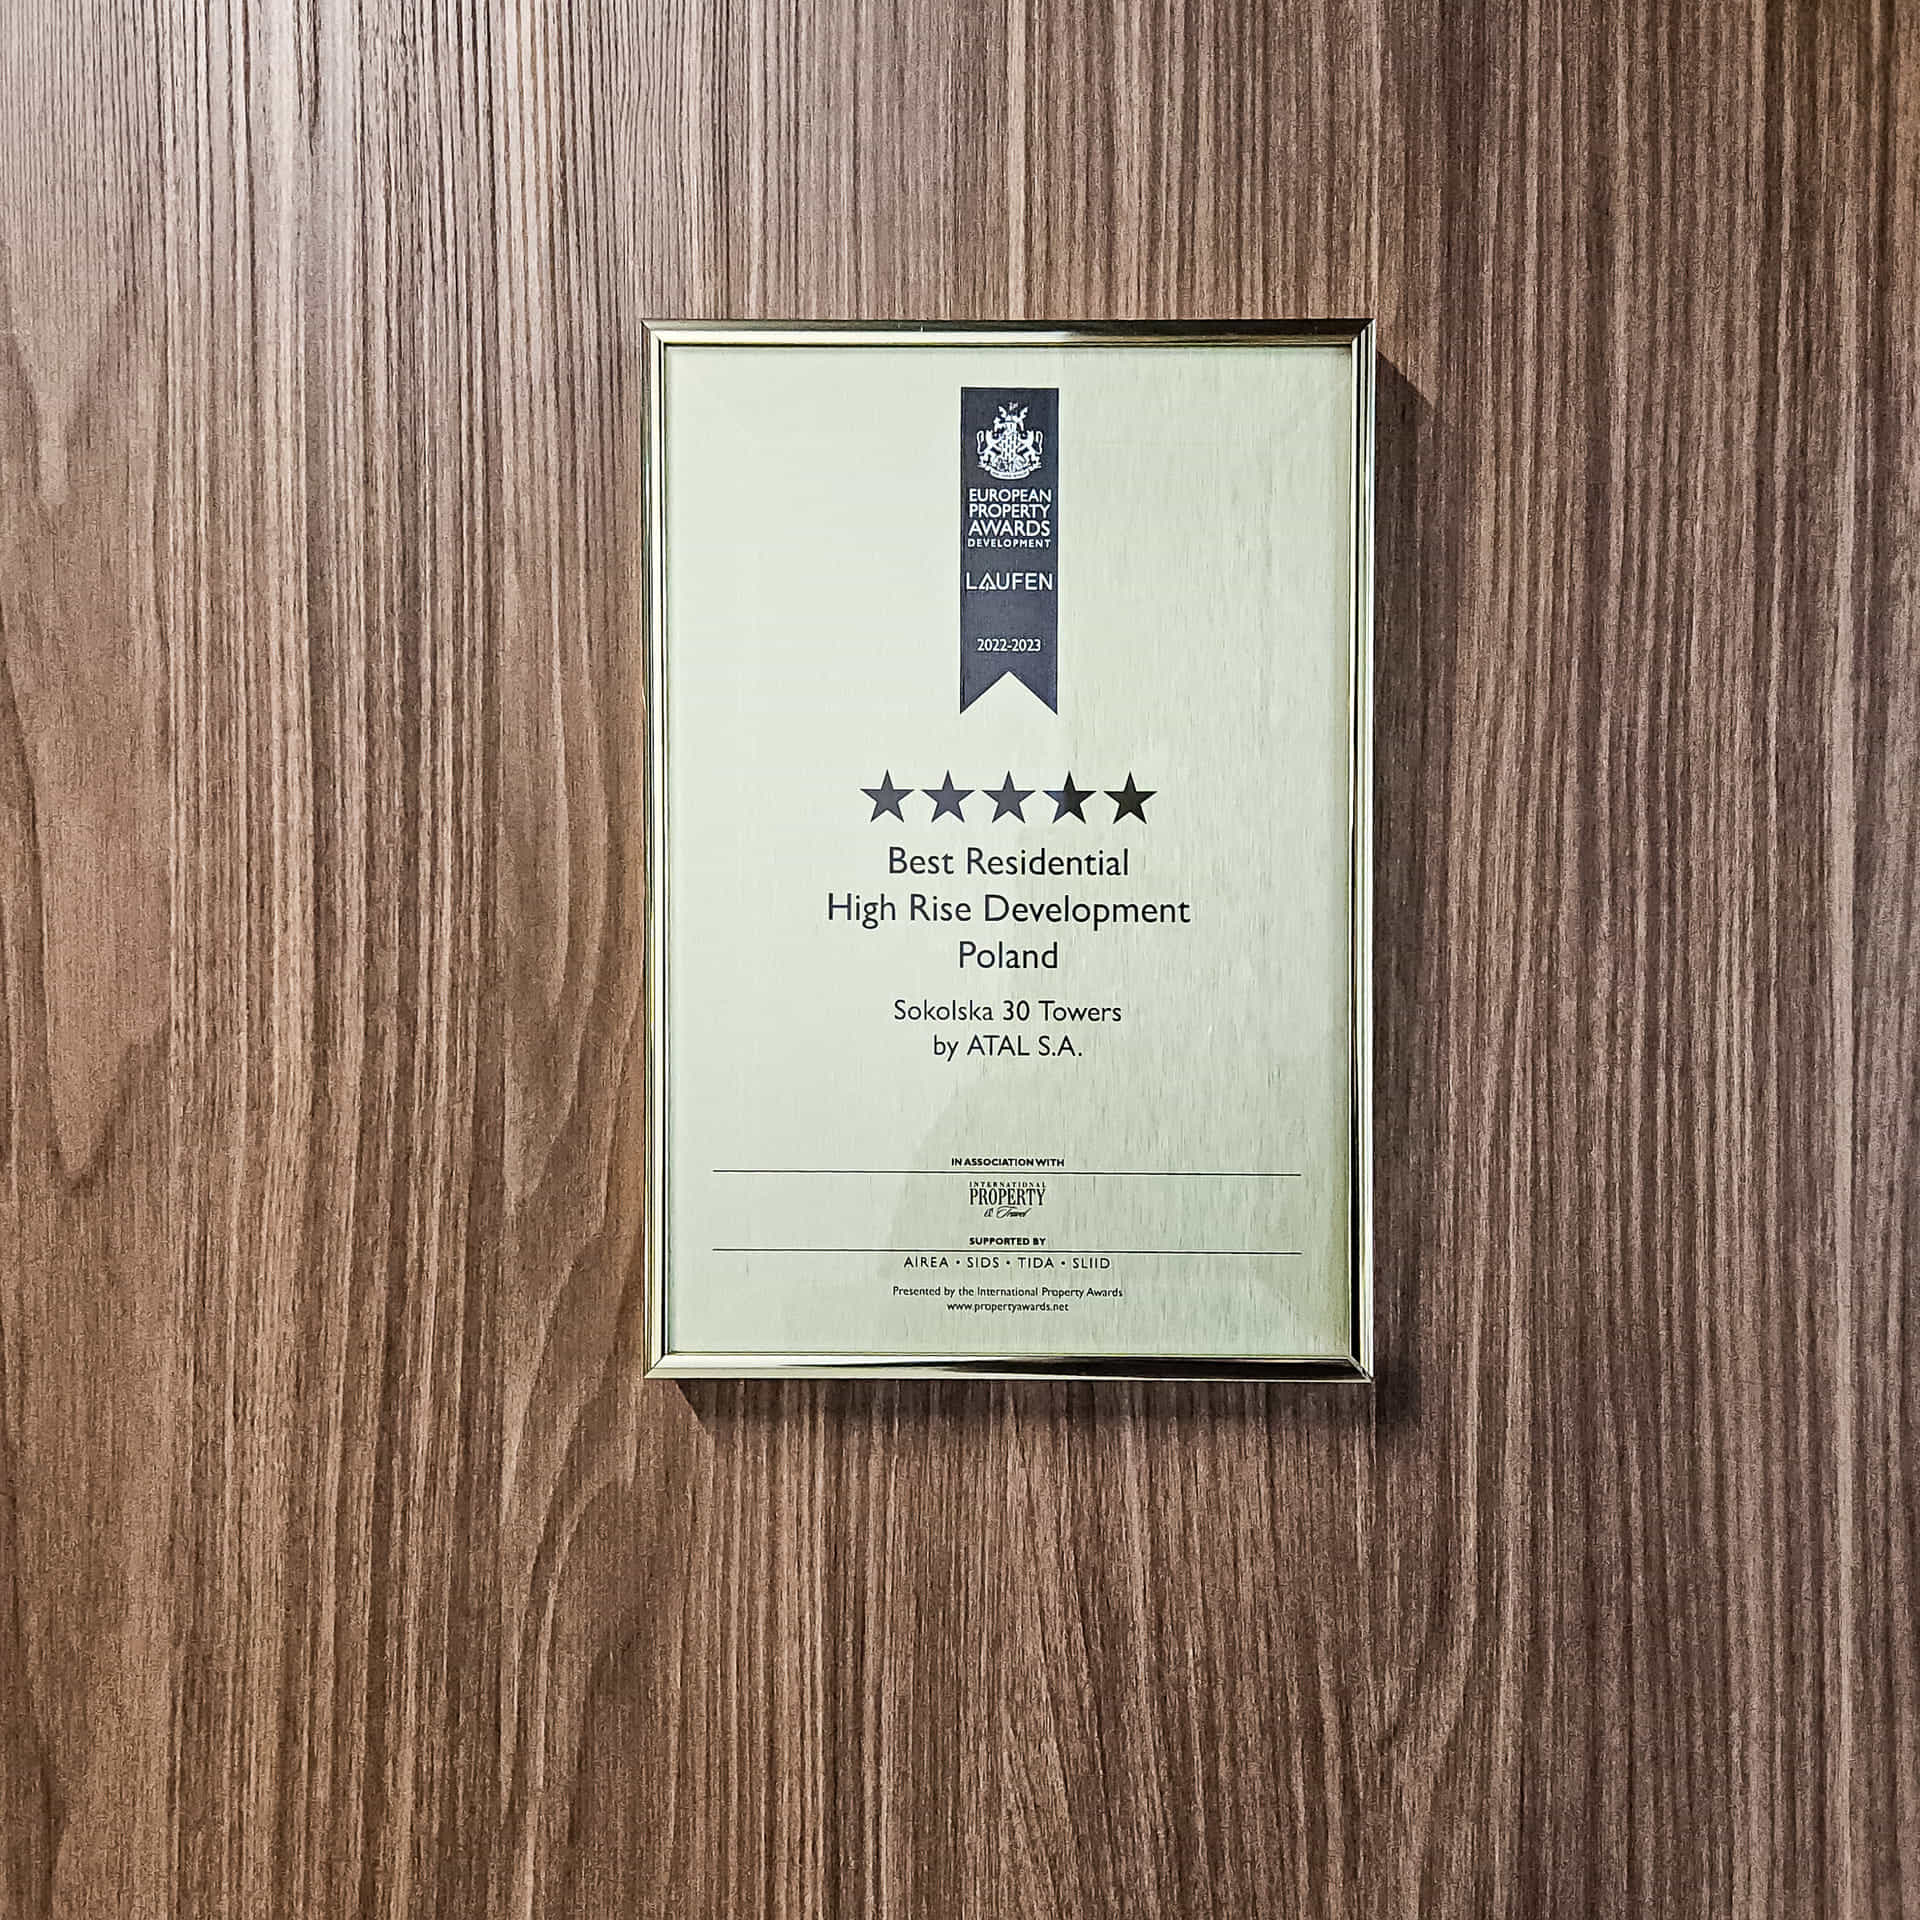 EUROPEAN
PROPERTY
AWARDS
DEVELOPMENT
LAUFEN
2022-2023
Best Residential
High Rise Development
Poland
Sokolska 30 Towers
by ATAL S.A.
IN ASSOCIATION WITH
INTERNATIONAL
PROPERTY
& Travel
SUPPORTED BY
AIREA • SIDS • TIDA • SLIID
Presented by the International Property Awards
www.propertyawards.net